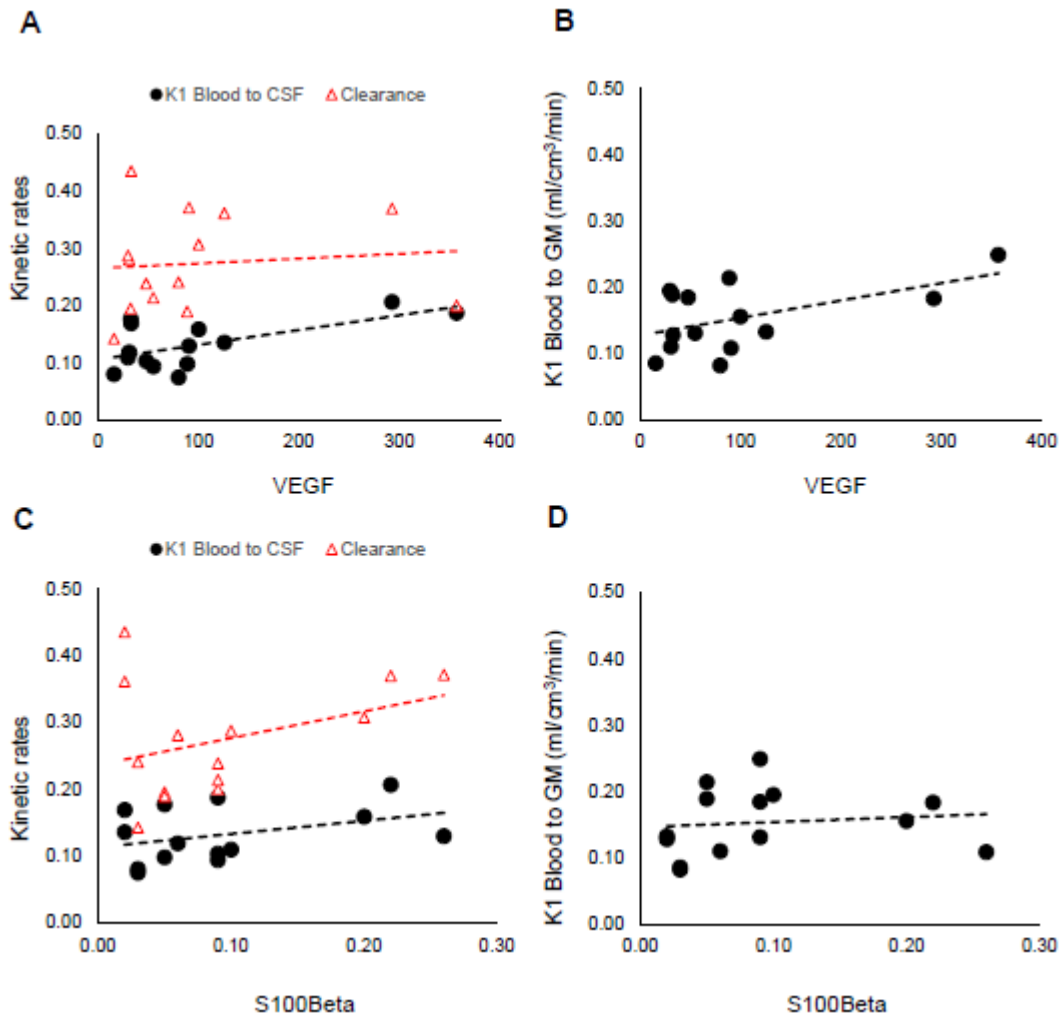 A
K1 Blood to CSF Clearance
Kinetic rates
0.50
0.40
0.30
0.20
0.10
0.00
0 100 200 300 400
VEGF
B
K1 Blood to GM (ml/cm³/min)
0.50
0.40
0.30
0.20
0.10
0.00
0 100 200 300 400
VEGF
C
K1 Blood to CSF Clearance
Kinetic rates
0.50
0.40
0.30
0.20
0.10
0.00
0.00 0.10 0.20 0.30
S100Beta
D
K1 Blood to GM (ml/cm³/min)
0.50
0.40
0.30
0.20
0.10
0.00
0.00 0.10 0.20 0.30
S100Beta